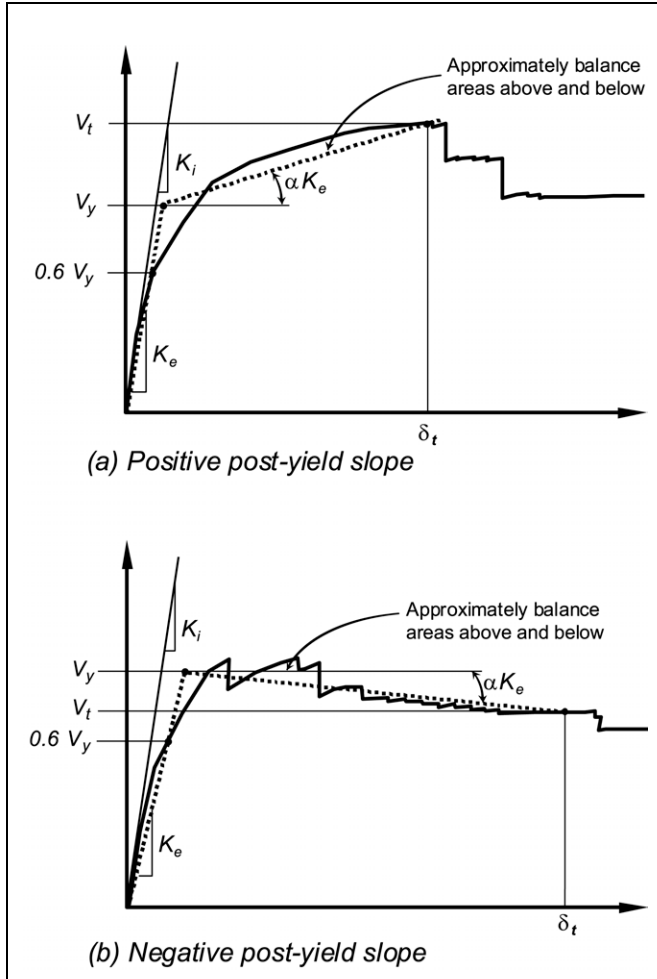 Approximately balance
areas above and below
V_t
K_i
αK_e
V_y
0.6 V_y
K_e
δ_t
(a) Positive post-yield slope
Approximately balance
areas above and below
K_i
V_y
αK_e
V_t
0.6 V_y
K_e
δ_t
(b) Negative post-yield slope